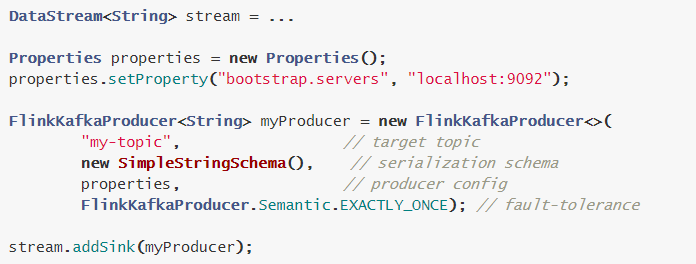 DataStream<String> stream = ...
Properties properties = new Properties();
properties.setProperty("bootstrap.servers", "localhost:9092");
FlinkKafkaProducer<String> myProducer = new FlinkKafkaProducer<>(
"my-topic", // target topic
new SimpleStringSchema(), // serialization schema
properties, // producer config
FlinkKafkaProducer.Semantic.EXACTLY_ONCE); // fault-tolerance
stream.addSink(myProducer);